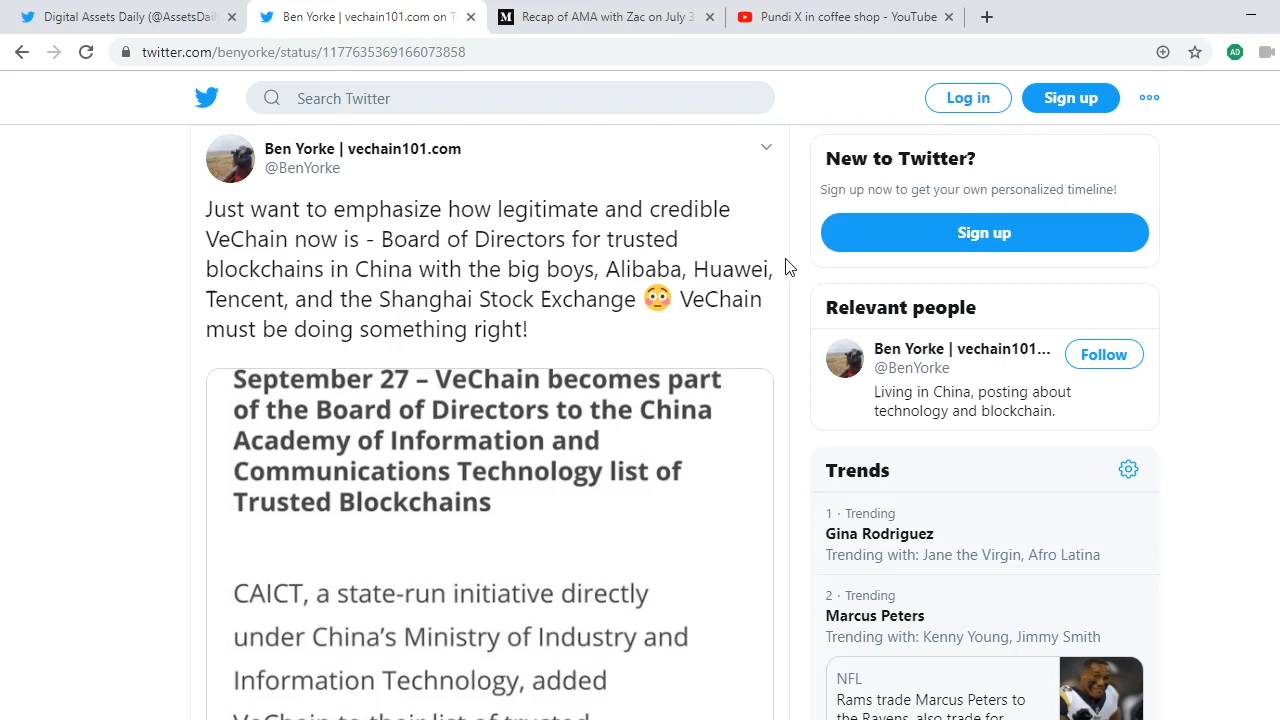 Digital Assets Daily (@AssetsDail
Ben Yorke | vechain101.com on T
Recap of AMA with Zac on July 3
Pundi X in coffee shop - YouTube
twitter.com/benyorke/status/1177635369166073858
AD
Search Twitter
Log in
Sign up
Ben Yorke | vechain101.com
@BenYorke
Just want to emphasize how legitimate and credible
VeChain now is - Board of Directors for trusted
blockchains in China with the big boys, Alibaba, Huawei,
Tencent, and the Shanghai Stock Exchange 😳 VeChain
must be doing something right!
September 27 – VeChain becomes part
of the Board of Directors to the China
Academy of Information and
Communications Technology list of
Trusted Blockchains
CAICT, a state-run initiative directly
under China's Ministry of Industry and
Information Technology, added
VeChain to their list of trusted
New to Twitter?
Sign up now to get your own personalized timeline!
Sign up
Relevant people
Ben Yorke | vechain101...
@BenYorke
Follow
Living in China, posting about
technology and blockchain.
Trends
1 · Trending
Gina Rodriguez
Trending with: Jane the Virgin, Afro Latina
2 · Trending
Marcus Peters
Trending with: Kenny Young, Jimmy Smith
NFL
Rams trade Marcus Peters to
the Ravens, also trade for